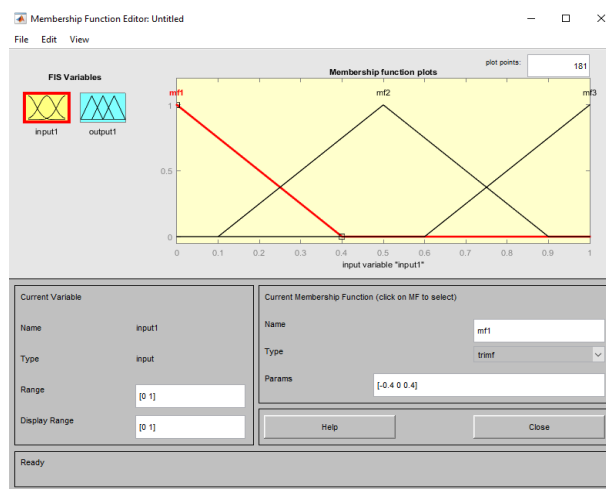 Membership Function Editor: Untitled
File Edit View
FIS Variables
input1 output1
Membership function plots
plot points: 181
mf1 mf2 mf3
1
0.5
0
0 0.1 0.2 0.3 0.4 0.5 0.6 0.7 0.8 0.9 1
input variable "input1"
Current Variable
Name input1
Type input
Range [0 1]
Display Range [0 1]
Current Membership Function (click on MF to select)
Name mf1
Type trimf
Params [-0.4 0 0.4]
Help Close
Ready